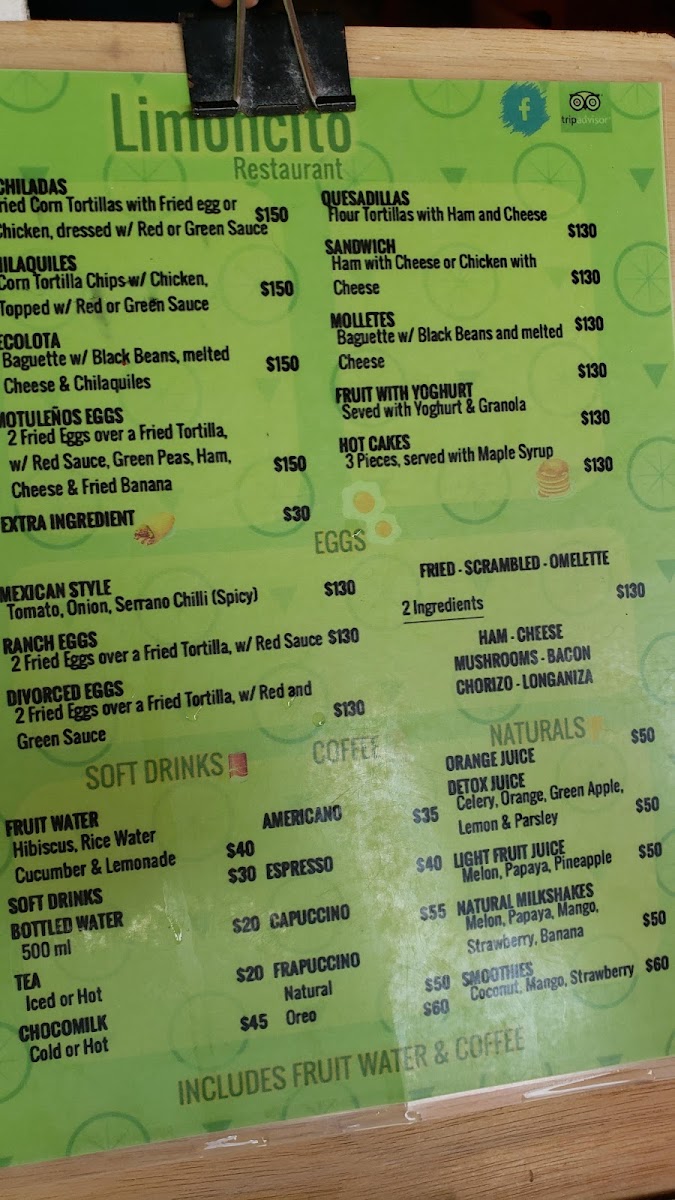 Limoncito
Restaurant
f
tripadvisor
CHILADAS
ried Corn Tortillas with Fried egg or
Chicken, dressed w/ Red or Green Sauce
$150
HILAQUILES
Corn Tortilla Chips w/ Chicken,
Topped w/ Red or Green Sauce
$150
ECOLOTA
Baguette w/ Black Beans, melted
Cheese & Chilaquiles
$150
MOTULEÑOS EGGS
2 Fried Eggs over a Fried Tortilla,
w/ Red Sauce, Green Peas, Ham,
Cheese & Fried Banana
$150
EXTRA INGREDIENT $30
QUESADILLAS
Flour Tortillas with Ham and Cheese
$130
SANDWICH
Ham with Cheese or Chicken with
Cheese
$130
MOLLETES $130
Baguette w/ Black Beans and melted
Cheese
$130
FRUIT WITH YOGHURT
Seved with Yoghurt & Granola
$130
HOT CAKES
3 Pieces, served with Maple Syrup
$130
EGGS
MEXICAN STYLE
Tomato, Onion, Serrano Chilli (Spicy)
$130
RANCH EGGS
2 Fried Eggs over a Fried Tortilla, w/ Red Sauce $130
DIVORCED EGGS
2 Fried Eggs over a Fried Tortilla, w/ Red and
Green Sauce
$130
FRIED - SCRAMBLED - OMELETTE
2 Ingredients $130
HAM - CHEESE
MUSHROOMS - BACON
CHORIZO - LONGANIZA
SOFT DRINKS
FRUIT WATER
Hibiscus, Rice Water
Cucumber & Lemonade
$40
SOFT DRINKS $30
BOTTLED WATER $20
500 ml
TEA $20
Iced or Hot
CHOCOMILK $45
Cold or Hot
COFFEE
AMERICANO $35
ESPRESSO $40
CAPUCCINO $55
FRAPUCCINO
Natural $50
Oreo $60
NATURALS
ORANGE JUICE $50
DETOX JUICE
Celery, Orange, Green Apple,
Lemon & Parsley
$50
LIGHT FRUIT JUICE $50
Melon, Papaya, Pineapple
NATURAL MILKSHAKES
Melon, Papaya, Mango,
Strawberry, Banana
$50
SMOOTHIES
Coconut, Mango, Strawberry $60
INCLUDES FRUIT WATER & COFFEE